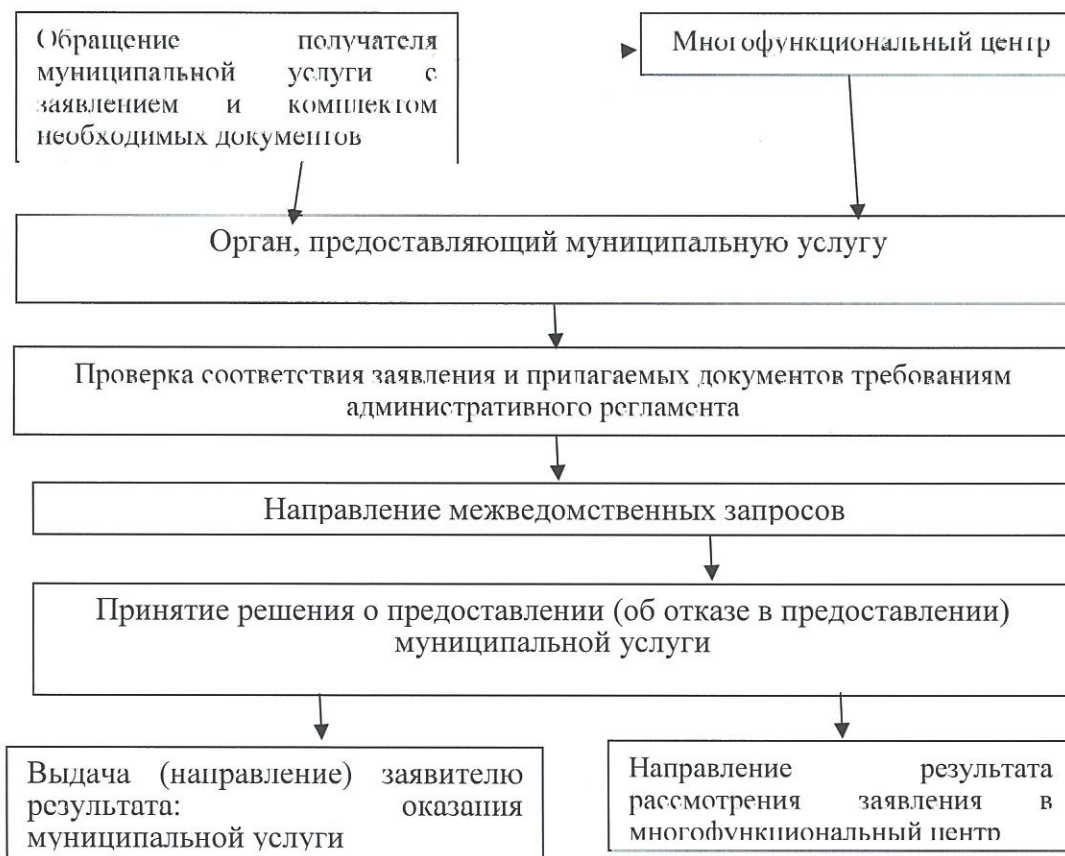 Обращение получателя
муниципальной услуги с
заявлением и комплектом
необходимых документов
Многофункциональный центр
Орган, предоставляющий муниципальную услугу
Проверка соответствия заявления и прилагаемых документов требованиям
административного регламента
Направление межведомственных запросов
Принятие решения о предоставлении (об отказе в предоставлении)
муниципальной услуги
Выдача (направление) заявителю
результата: оказания
муниципальной услуги
Направление результата
рассмотрения заявления в
многофункциональный центр